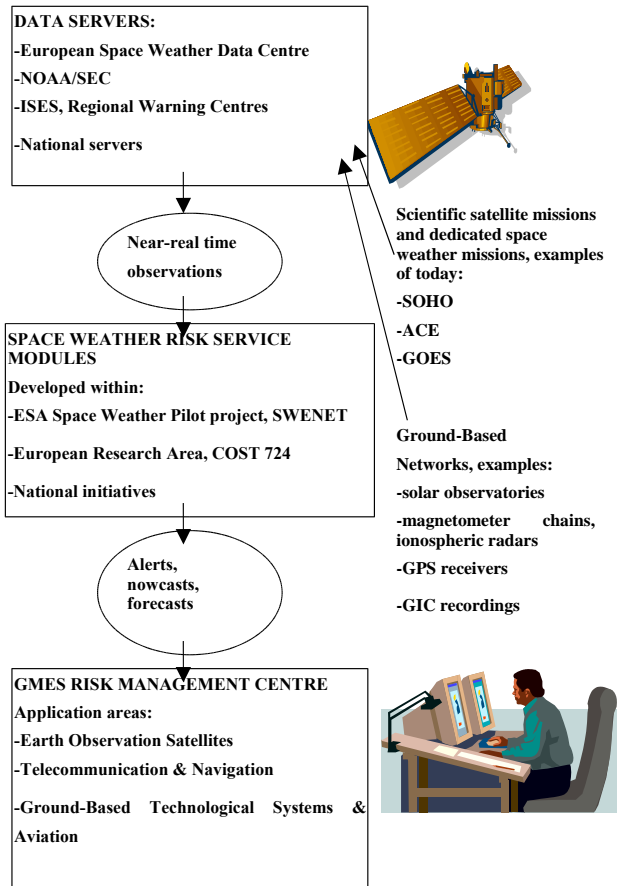 DATA SERVERS:
-European Space Weather Data Centre
-NOAA/SEC
-ISES, Regional Warning Centres
-National servers
Near-real time
observations
Scientific satellite missions
and dedicated space
weather missions, examples
of today:
-SOHO
-ACE
-GOES
SPACE WEATHER RISK SERVICE
MODULES
Developed within:
-ESA Space Weather Pilot project, SWENET
-European Research Area, COST 724
-National initiatives
Ground-Based
Networks, examples:
-solar observatories
-magnetometer chains,
ionospheric radars
-GPS receivers
-GIC recordings
Alerts,
nowcasts,
forecasts
GMES RISK MANAGEMENT CENTRE
Application areas:
-Earth Observation Satellites
-Telecommunication & Navigation
-Ground-Based Technological Systems &
Aviation